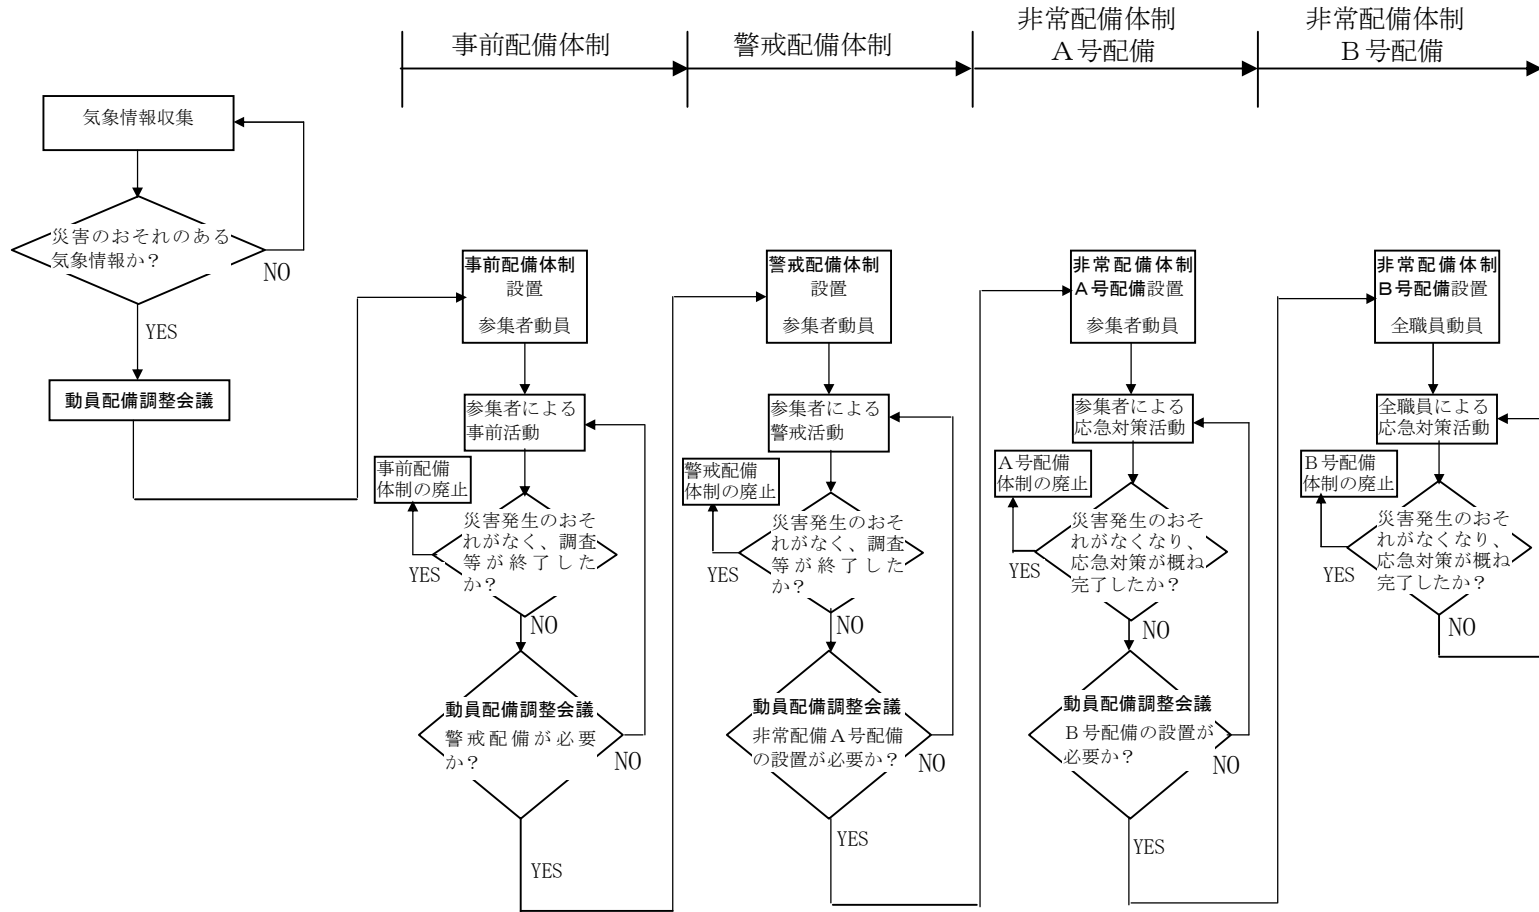 事前配備体制
警戒配備体制
非常配備体制
Ａ号配備
非常配備体制
Ｂ号配備
気象情報収集
災害のおそれのある
気象情報か？
NO
YES
動員配備調整会議
事前配備体制
設置
参集者動員
参集者による
事前活動
事前配備
体制の廃止
災害発生のおそ
れがなく、調査
等が終了した
か？
YES
NO
動員配備調整会議
警戒配備が必要
か？
NO
YES
警戒配備体制
設置
参集者動員
参集者による
警戒活動
警戒配備
体制の廃止
災害発生のおそ
れがなく、調査
等が終了した
か？
YES
NO
動員配備調整会議
非常配備Ａ号配備
の設置が必要か？
NO
YES
非常配備体制
Ａ号配備設置
参集者動員
参集者による
応急対策活動
Ａ号配備
体制の廃止
災害発生のおそ
れがなくなり、
応急対策が概ね
完了したか？
YES
NO
動員配備調整会議
Ｂ号配備の設置が
必要か？
NO
YES
非常配備体制
Ｂ号配備設置
全職員動員
全職員による
応急対策活動
Ｂ号配備
体制の廃止
災害発生のおそ
れがなくなり、
応急対策が概ね
完了したか？
YES
NO